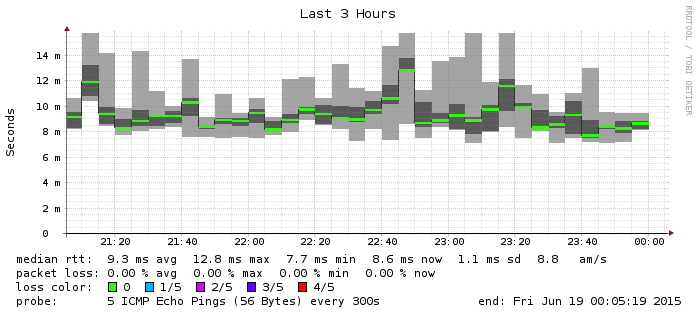 Last 3 Hours
RRDTOOL / TOBI OETIKER
Seconds
14 m
12 m
10 m
8 m
6 m
4 m
2 m
0
21:20 21:40 22:00 22:20 22:40 23:00 23:20 23:40 00:00
median rtt: 9.3 ms avg 12.8 ms max 7.7 ms min 8.6 ms now 1.1 ms sd 8.8 am/s
packet loss: 0.00 % avg 0.00 % max 0.00 % min 0.00 % now
loss color: 0 1/5 2/5 3/5 4/5
probe: 5 ICMP Echo Pings (56 Bytes) every 300s end: Fri Jun 19 00:05:19 2015